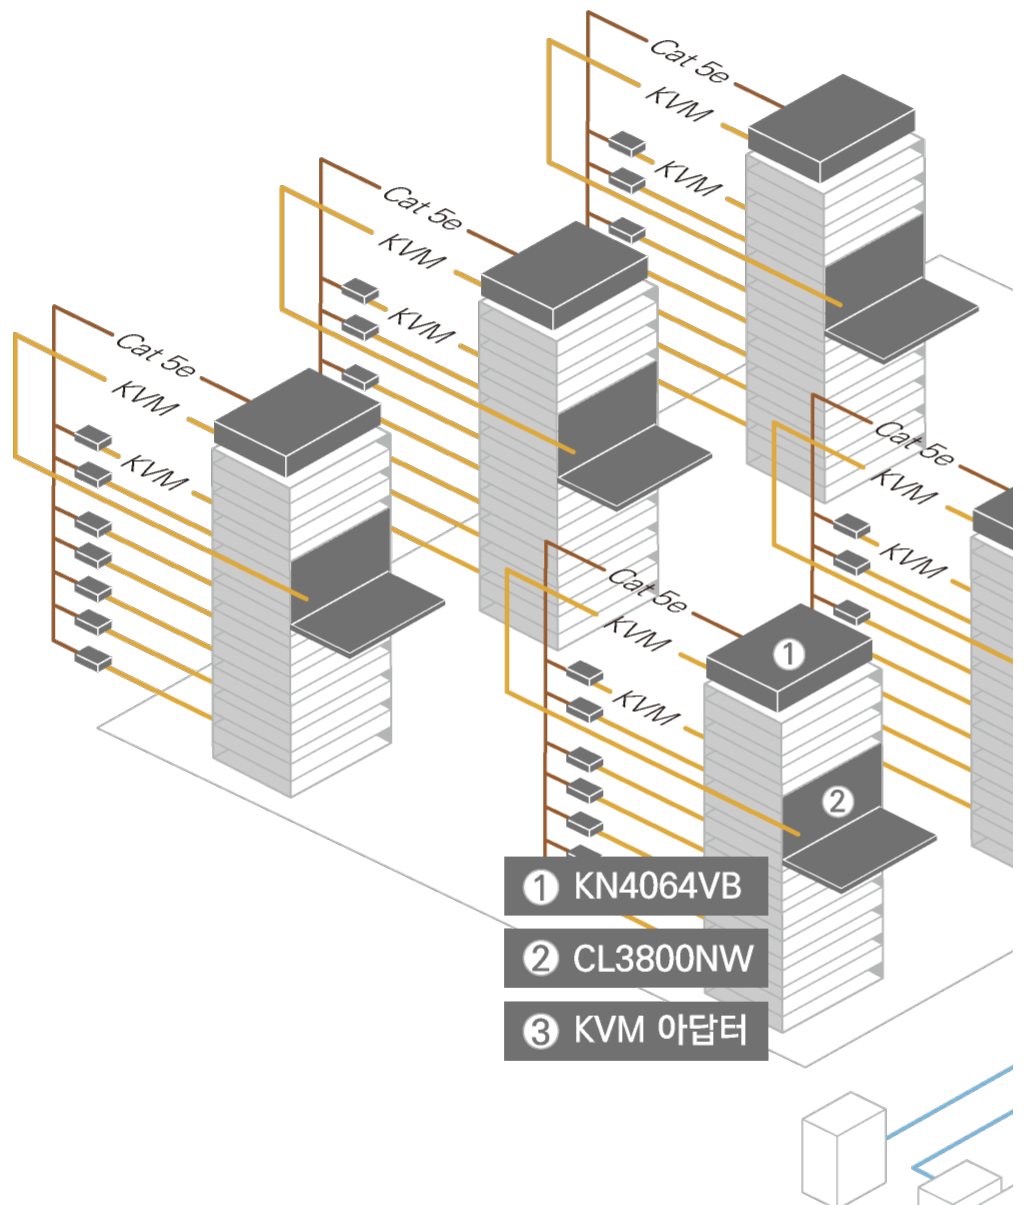 Cat 5e
KVM
KVM
Cat 5e
KVM
KVM
Cat 5e
KVM
KVM
Cat 5e
KVM
KVM
Cat 5e
KVM
KVM
①
②
① KN4064VB
② CL3800NW
③ KVM 아답터